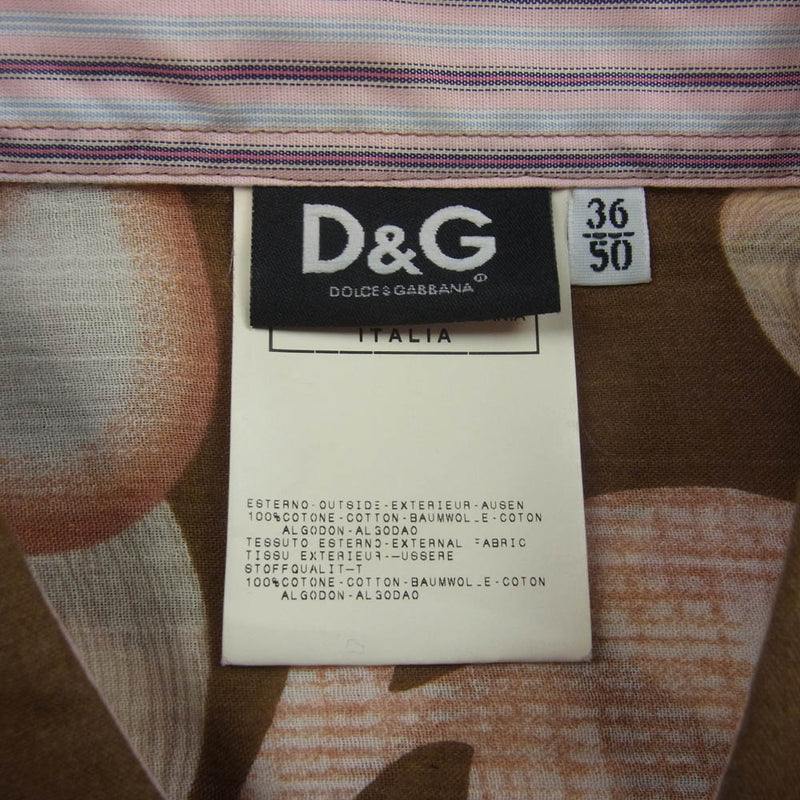 D&G
DOLCE & GABBANA
36
50
ITALIA
ESTERNO-OUTSIDE-EXTERIEUR-AUSEN
100%COTONE-COTTON-BAUMWOLLE-COTON
ALGODON-ALGODAO
TESSUTO ESTERNO-EXTERNAL FABRIC
TISSU EXTERIEUR-–USSERE
STOFFQUALIT–T
100%COTONE-COTTON-BAUMWOLLE-COTON
ALGODON-ALGODAO